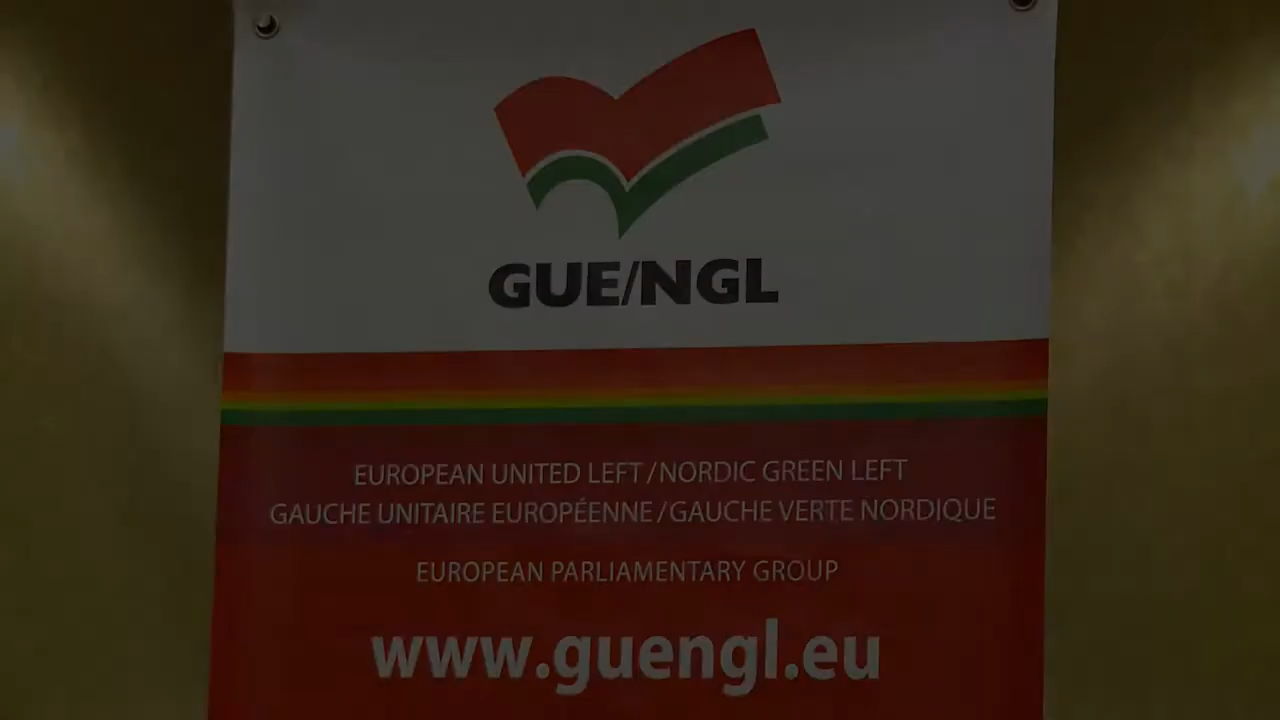 GUE/NGL
EUROPEAN UNITED LEFT/NORDIC GREEN LEFT
GAUCHE UNITAIRE EUROPÉENNE/GAUCHE VERTE NORDIQUE
EUROPEAN PARLIAMENTARY GROUP
www.guengl.eu